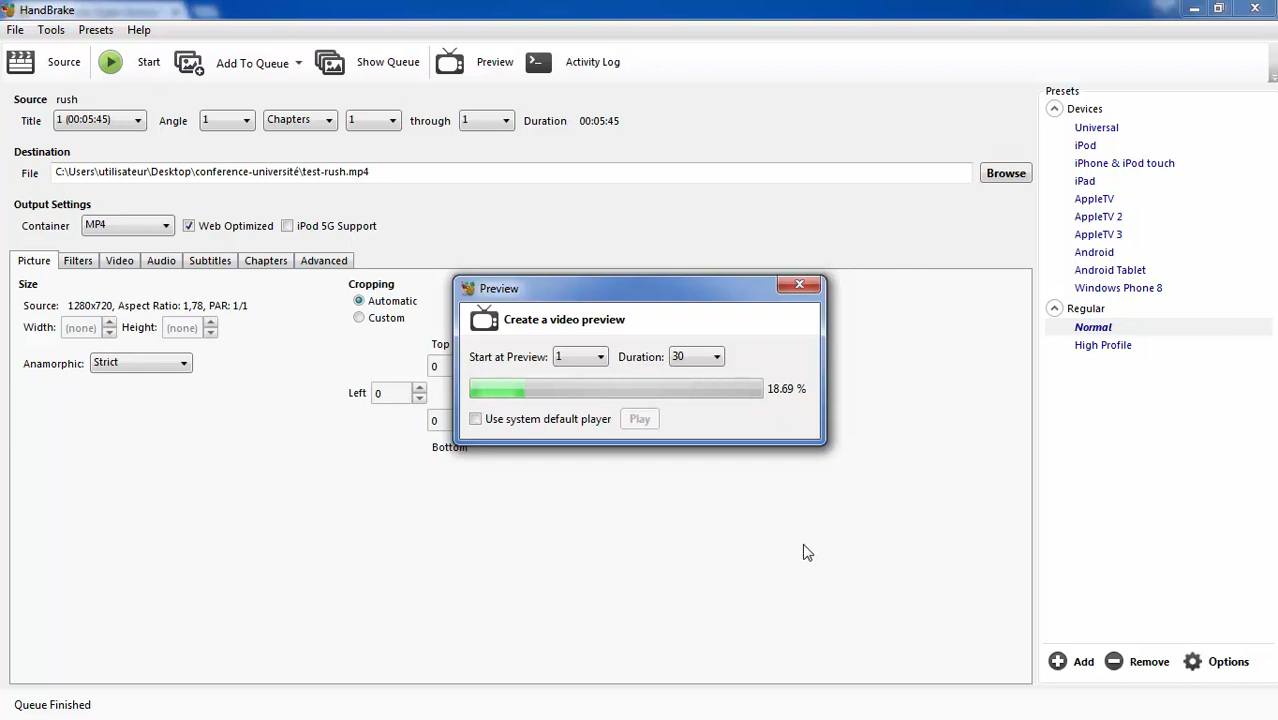 HandBrake
File Tools Presets Help
Source Start Add To Queue Show Queue Preview Activity Log
Source rush
Title 1 (00:05:45) Angle 1 Chapters 1 through 1 Duration 00:05:45
Destination
File C:\Users\utilisateur\Desktop\conference-université\test-rush.mp4 Browse
Output Settings
Container MP4 Web Optimized iPod 5G Support
Picture Filters Video Audio Subtitles Chapters Advanced
Size
Source: 1280x720, Aspect Ratio: 1,78, PAR: 1/1
Width: (none) Height: (none)
Anamorphic: Strict
Cropping
Automatic
Custom
Top
0
Left 0
0
Bottom
Preview
Create a video preview
Start at Preview: 1 Duration: 30
18.69 %
Use system default player Play
Presets
Devices
Universal
iPod
iPhone & iPod touch
iPad
AppleTV
AppleTV 2
AppleTV 3
Android
Android Tablet
Windows Phone 8
Regular
Normal
High Profile
Add Remove Options
Queue Finished